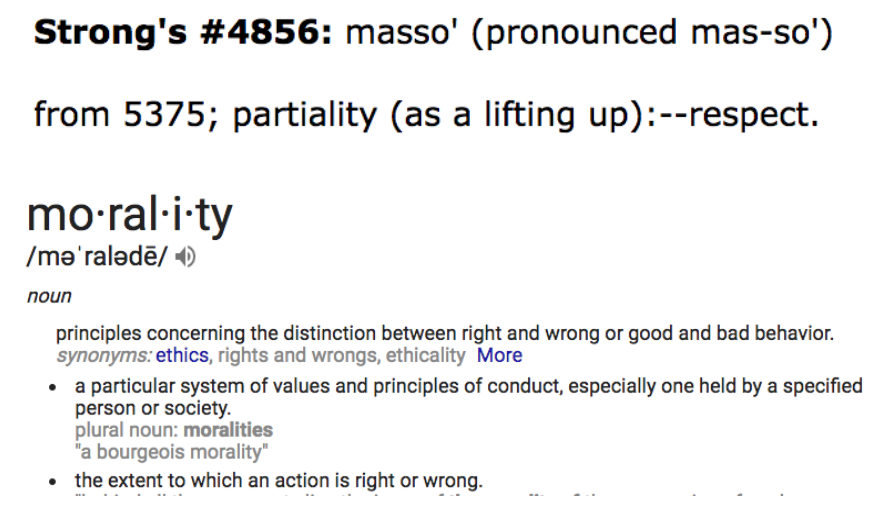 Strong's #4856: masso' (pronounced mas-so')
from 5375; partiality (as a lifting up):--respect.
mo·ral·i·ty
/məˈralədē/
noun
principles concerning the distinction between right and wrong or good and bad behavior.
synonyms: ethics, rights and wrongs, ethicality More
• a particular system of values and principles of conduct, especially one held by a specified
person or society.
plural noun: moralities
"a bourgeois morality"
• the extent to which an action is right or wrong.